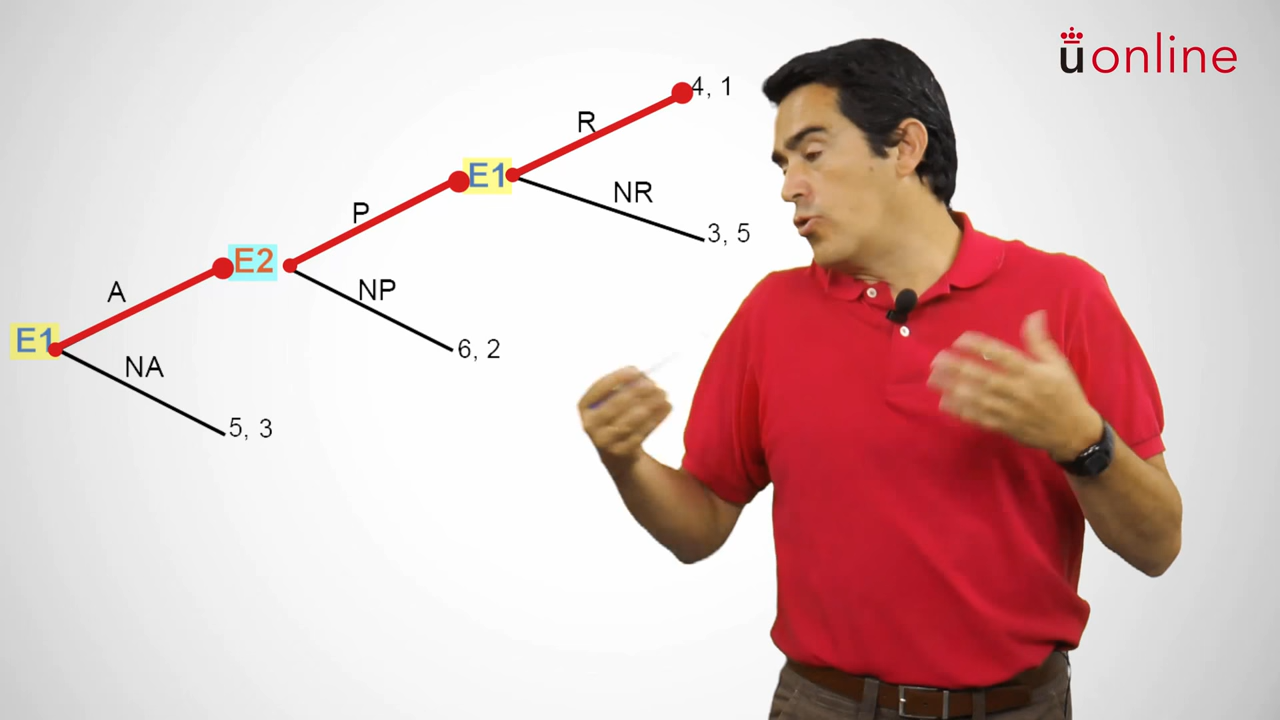 üonline
4, 1
R
E1
NR
P
3, 5
E2
A
NP
E1
6, 2
NA
5, 3